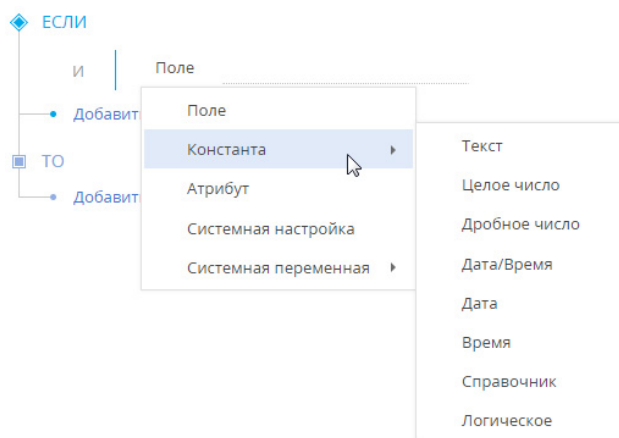 ЕСЛИ
И Поле
Добавит
Поле
Константа
Атрибут
Системная настройка
Системная переменная
ТО
Добавит
Текст
Целое число
Дробное число
Дата/Время
Дата
Время
Справочник
Логическое